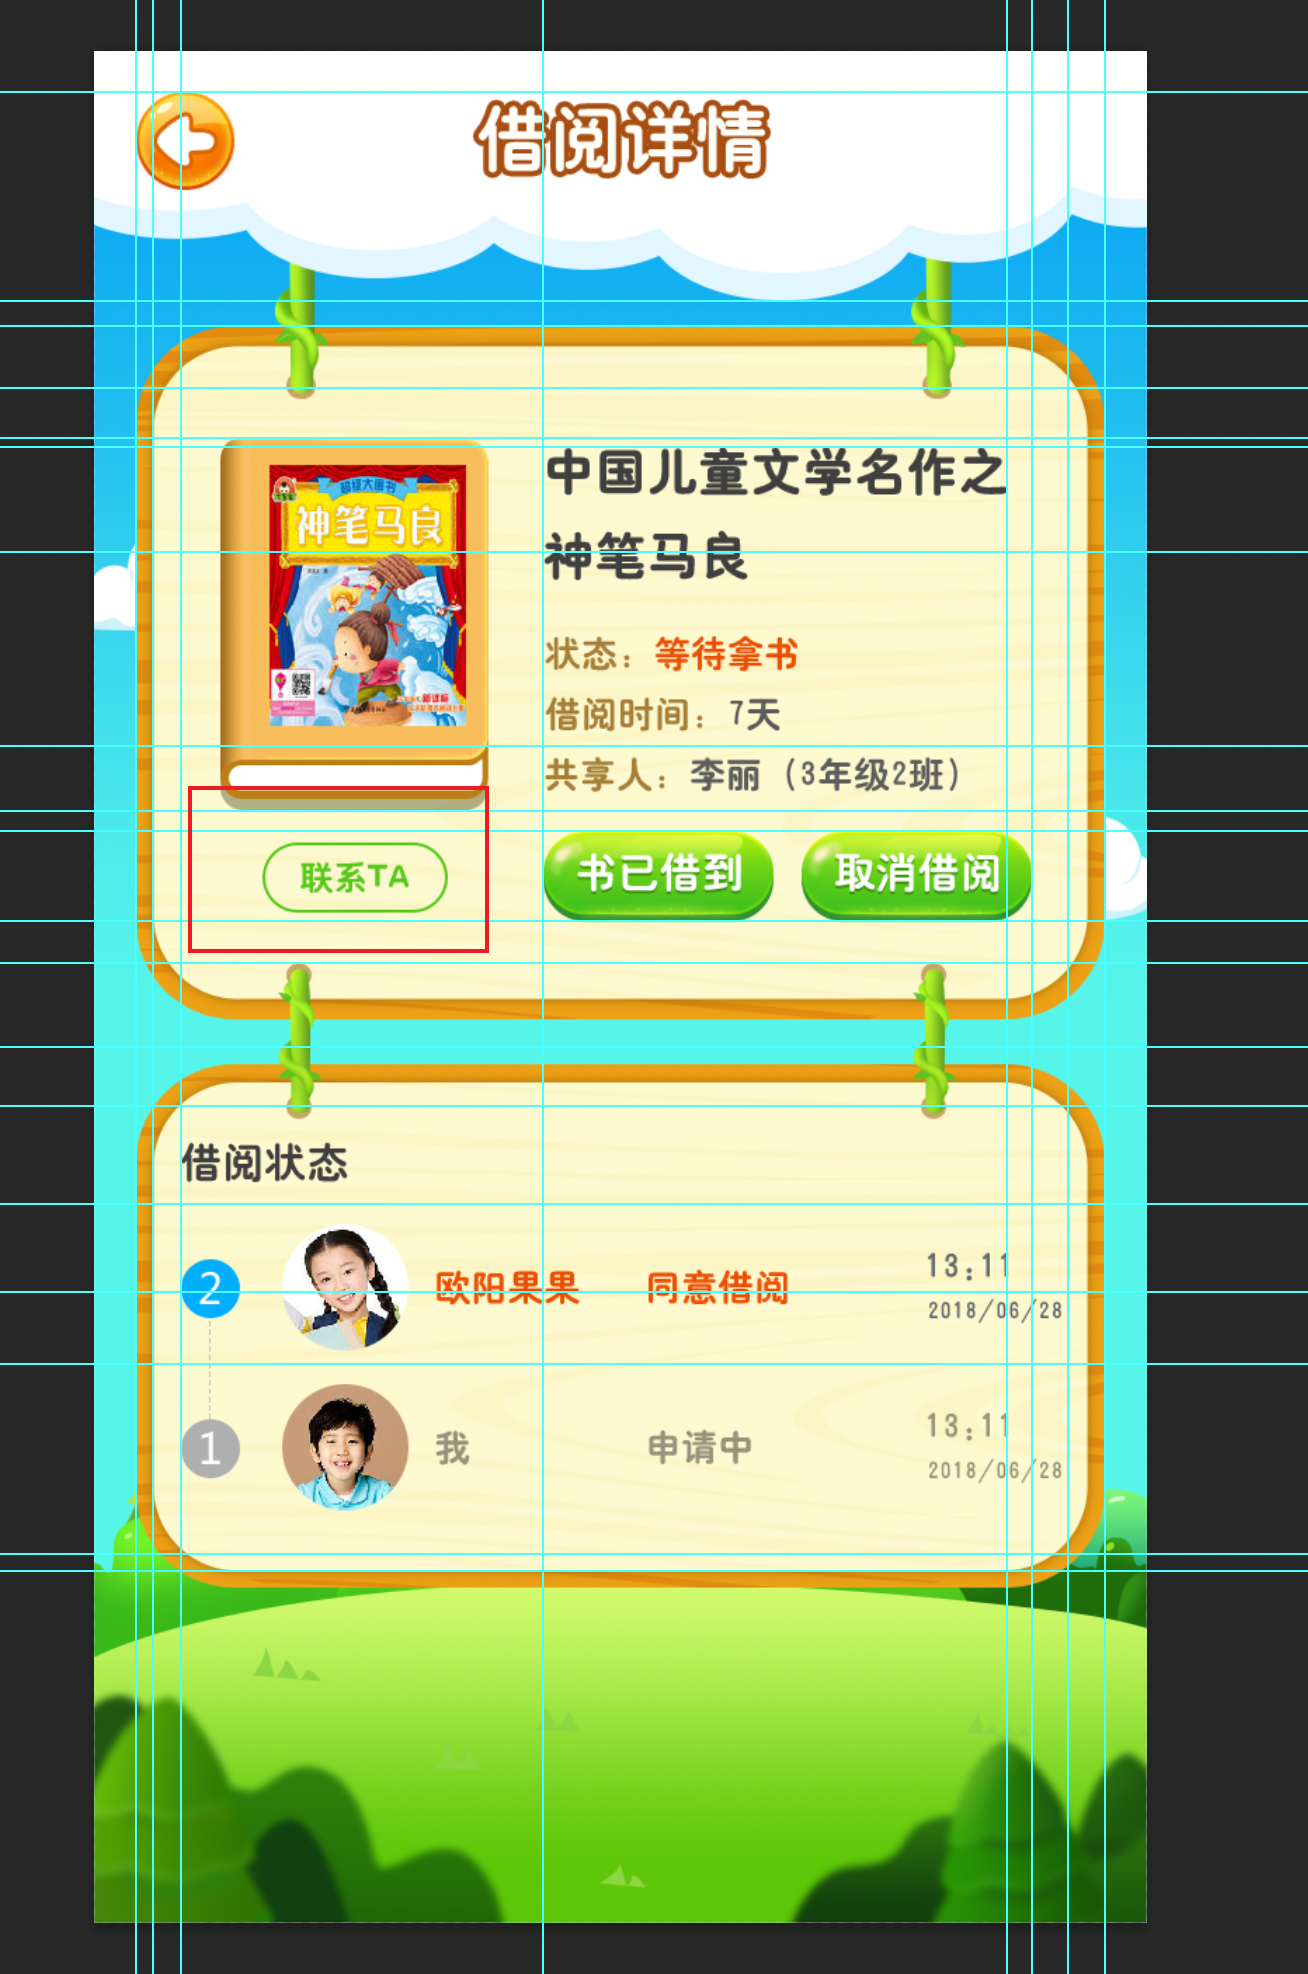 借阅详情
超级大画书
神笔马良
新课标
中国儿童文学名作之
神笔马良
状态：等待拿书
借阅时间：7天
共享人：李丽（3年级2班）
联系TA
书已借到
取消借阅
借阅状态
2
欧阳果果
同意借阅
13:11
2018/06/28
1
我
申请中
13:11
2018/06/28